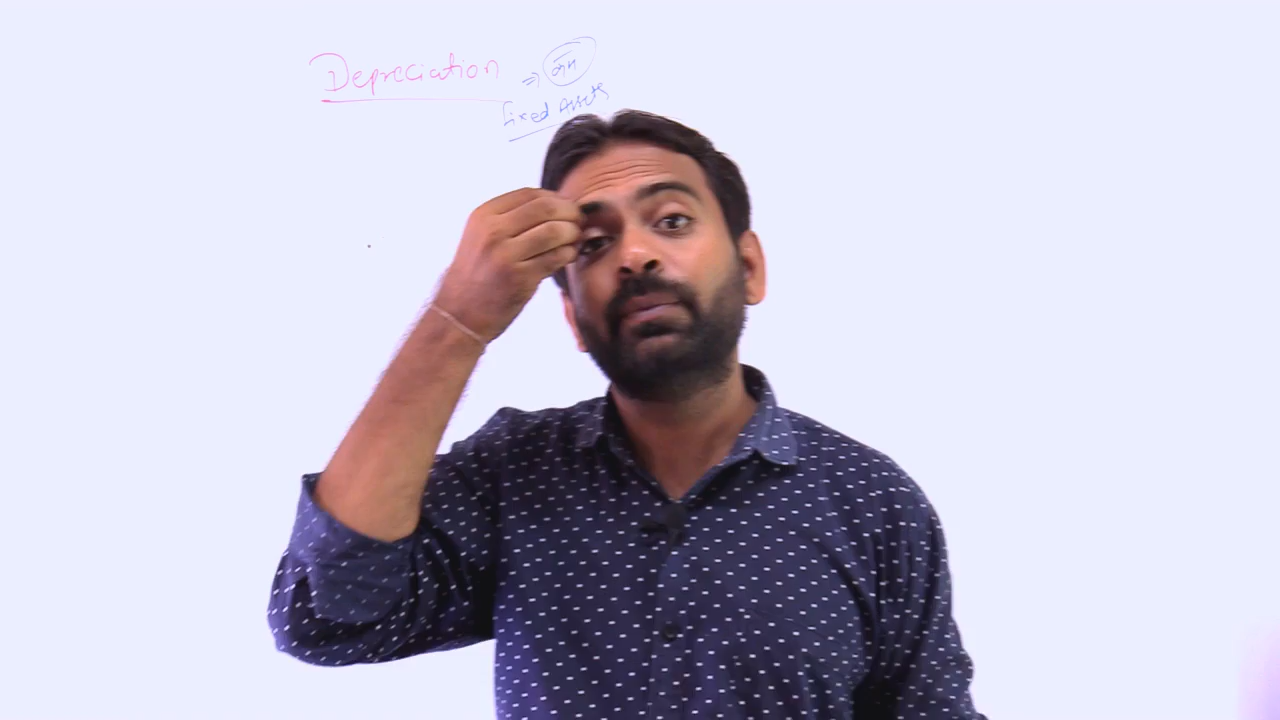 Depreciation ⇒ कम
Fixed Assets